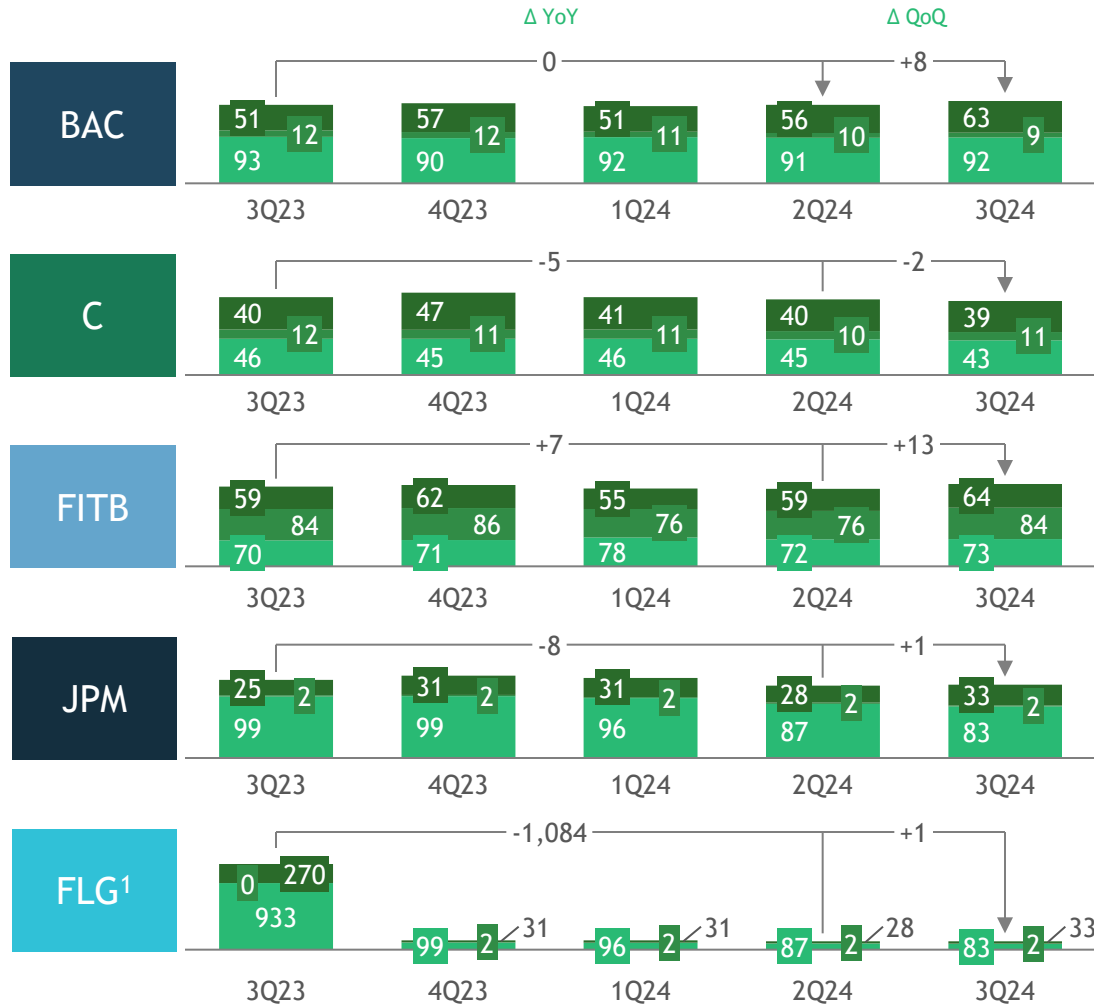 Δ YoY Δ QoQ
BAC
0 +8
51 57 51 56 63
12 12 11 10 9
93 90 92 91 92
3Q23 4Q23 1Q24 2Q24 3Q24
C
-5 -2
40 47 41 40 39
12 11 11 10 11
46 45 46 45 43
3Q23 4Q23 1Q24 2Q24 3Q24
FITB
+7 +13
59 62 55 59 64
84 86 76 76 84
70 71 78 72 73
3Q23 4Q23 1Q24 2Q24 3Q24
JPM
-8 +1
25 31 31 28 33
2 2 2 2 2
99 99 96 87 83
3Q23 4Q23 1Q24 2Q24 3Q24
FLG¹
-1,084 +1
0 270 31 31 28 33
933 99 2 96 2 87 2 83 2
3Q23 4Q23 1Q24 2Q24 3Q24